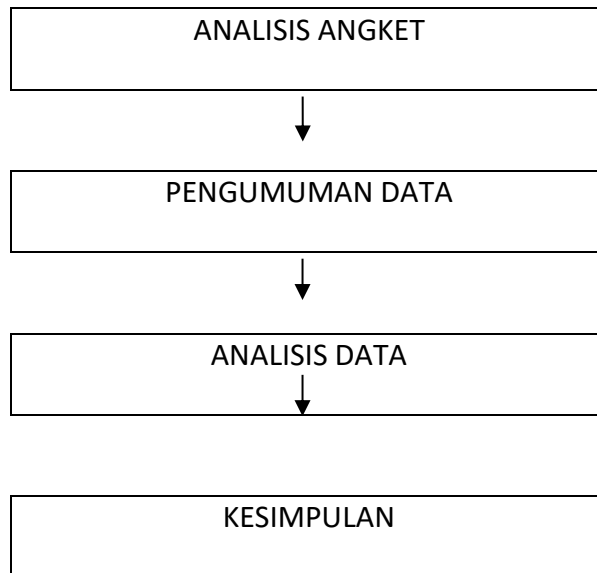 ANALISIS ANGKET
PENGUMUMAN DATA
ANALISIS DATA
KESIMPULAN